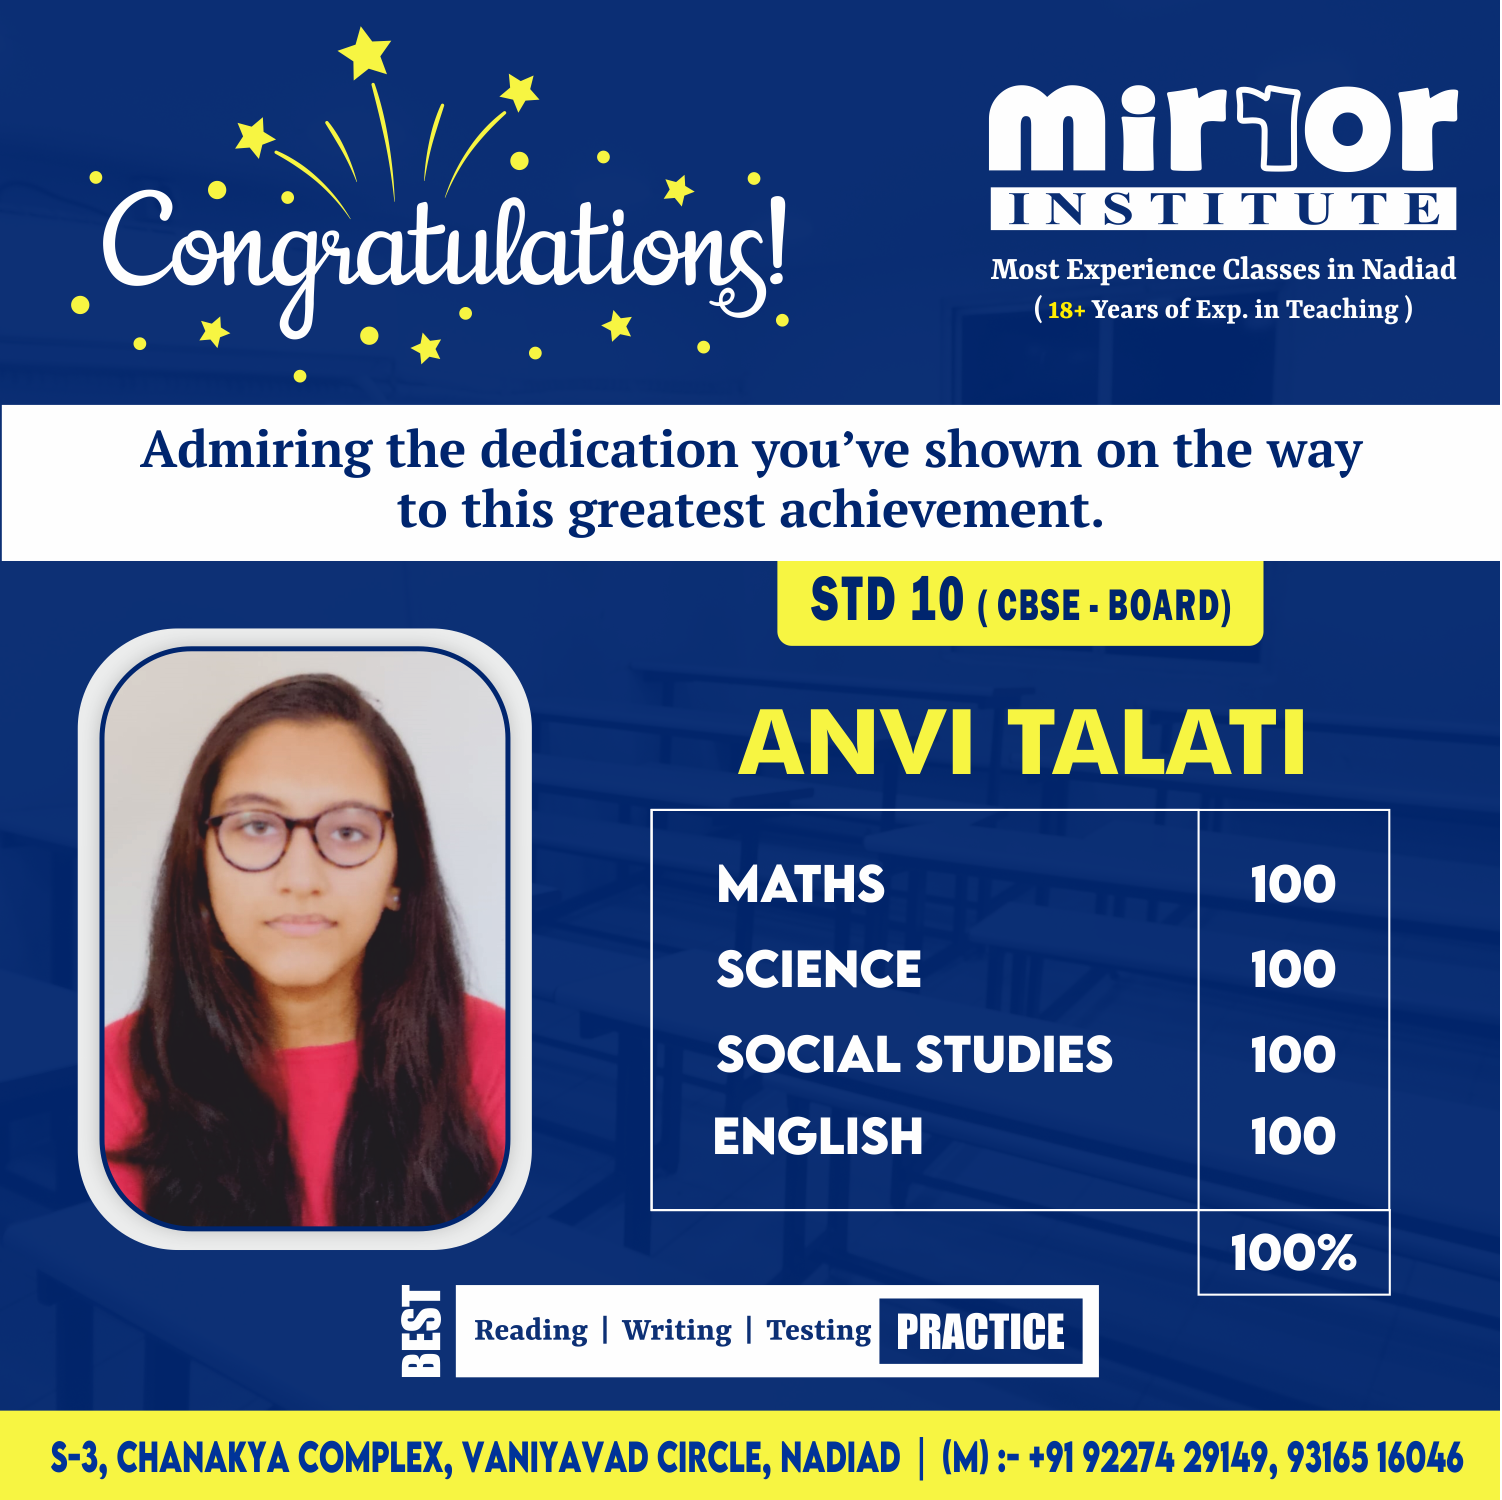 Congratulations!
mirror
INSTITUTE
Most Experience Classes in Nadiad
( 18+ Years of Exp. in Teaching )
Admiring the dedication you’ve shown on the way
to this greatest achievement.
STD 10 ( CBSE - BOARD)
ANVI TALATI
MATHS 100
SCIENCE 100
SOCIAL STUDIES 100
ENGLISH 100
100%
BEST
Reading | Writing | Testing PRACTICE
S-3, CHANAKYA COMPLEX, VANIYAVAD CIRCLE, NADIAD | (M) :- +91 92274 29149, 93165 16046